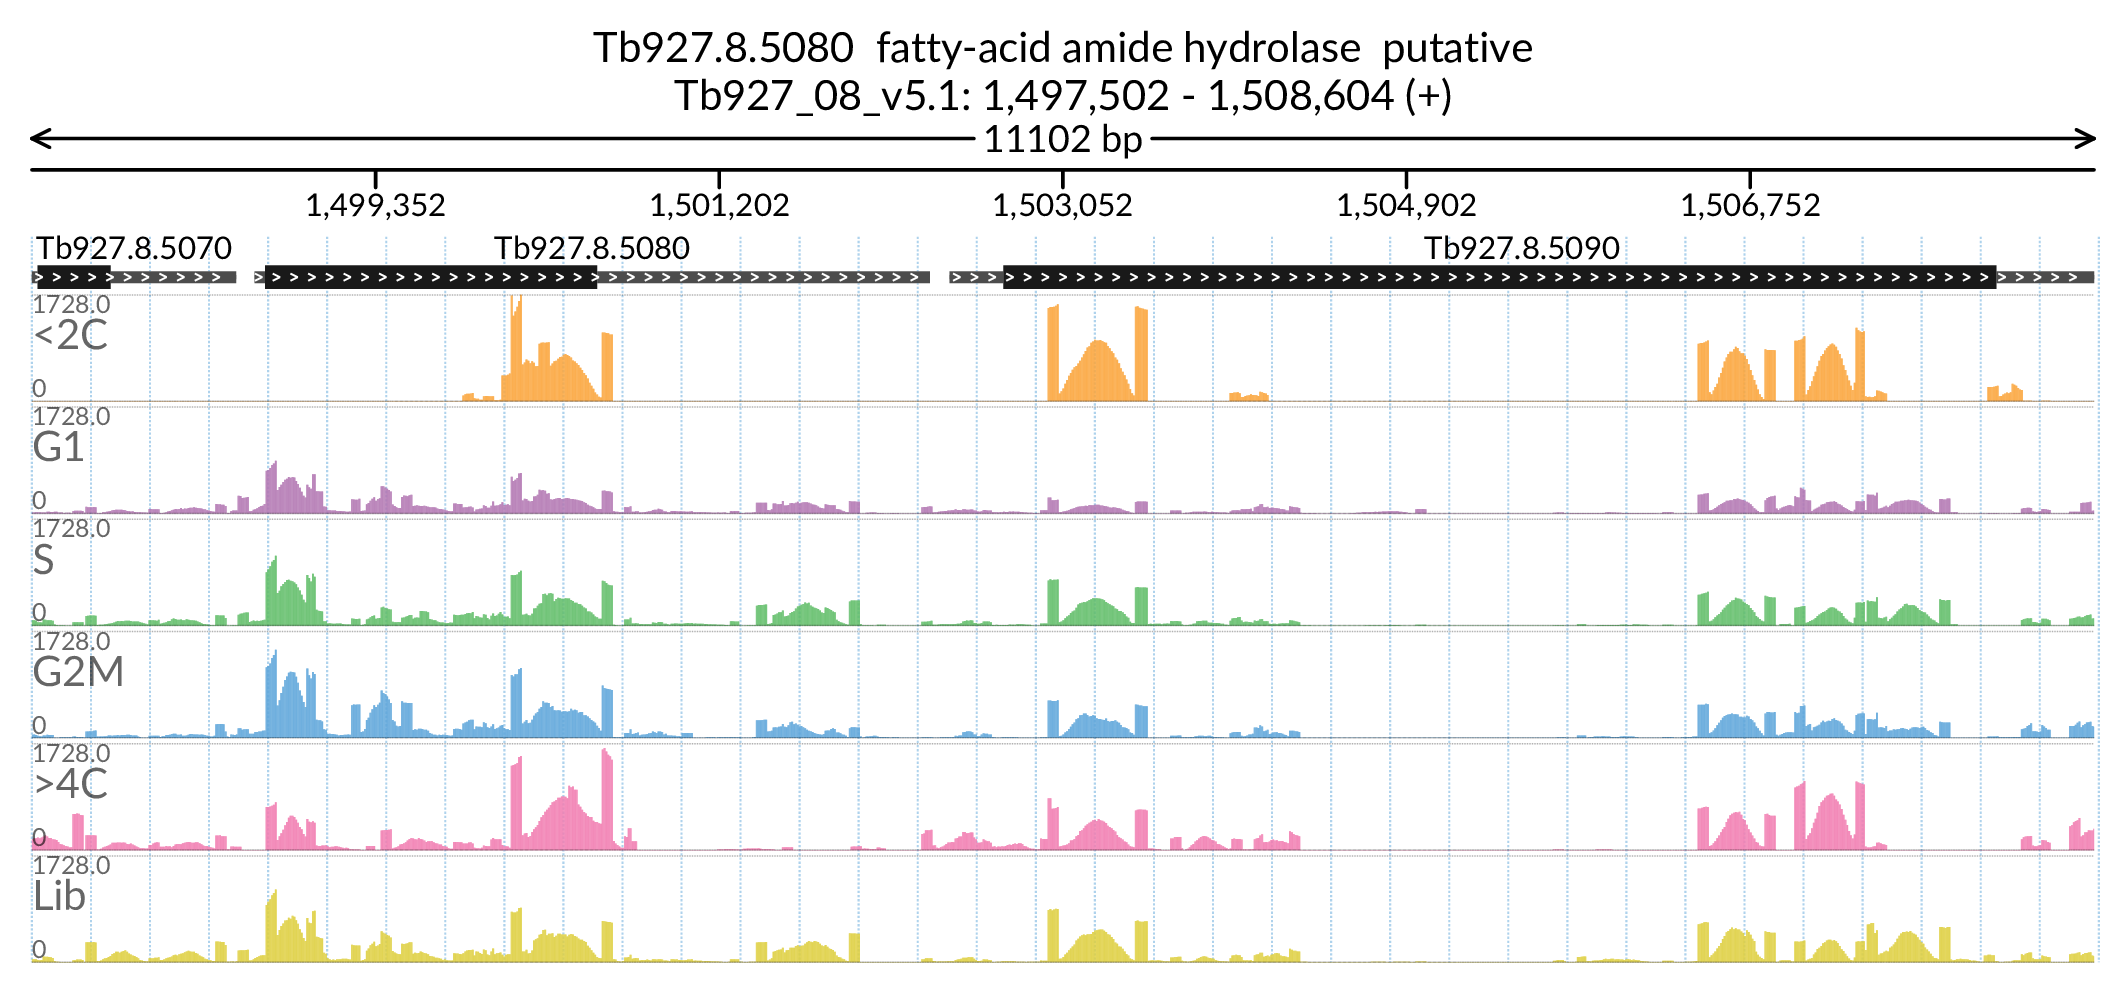 Tb927.8.5080  fatty-acid amide hydrolase  putative
Tb927_08_v5.1: 1,497,502 - 1,508,604 (+)
11102 bp
1,499,352 1,501,202 1,503,052 1,504,902 1,506,752
Tb927.8.5070 Tb927.8.5080 Tb927.8.5090
1728.0
<2C
0
1728.0
G1
0
1728.0
S
0
1728.0
G2M
0
1728.0
>4C
0
1728.0
Lib
0